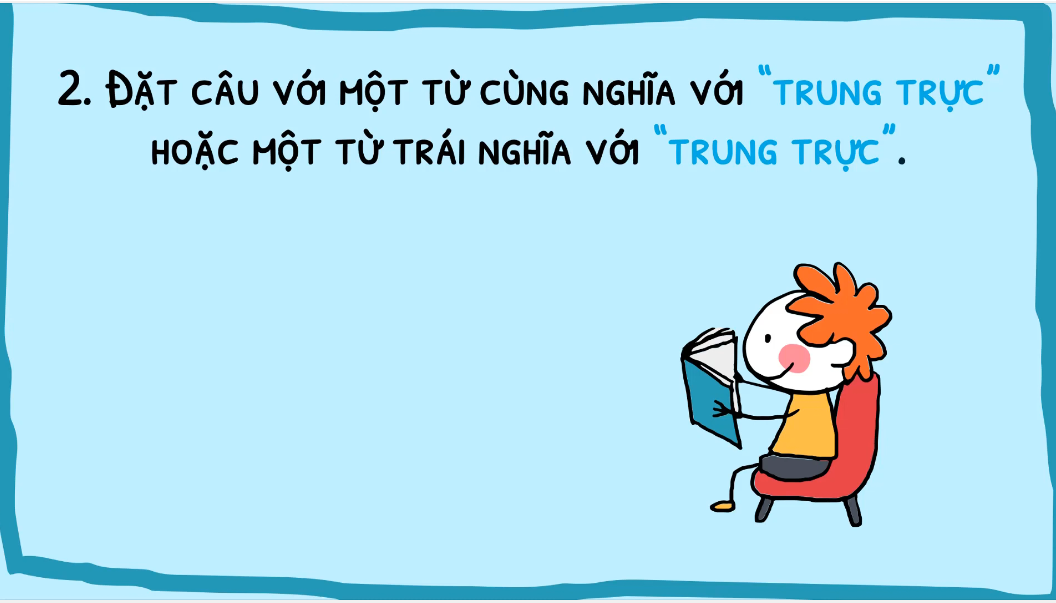 2. ĐẶT CÂU VỚI MỘT TỪ CÙNG NGHĨA VỚI "TRUNG TRỰC"
HOẶC MỘT TỪ TRÁI NGHĨA VỚI "TRUNG TRỰC".